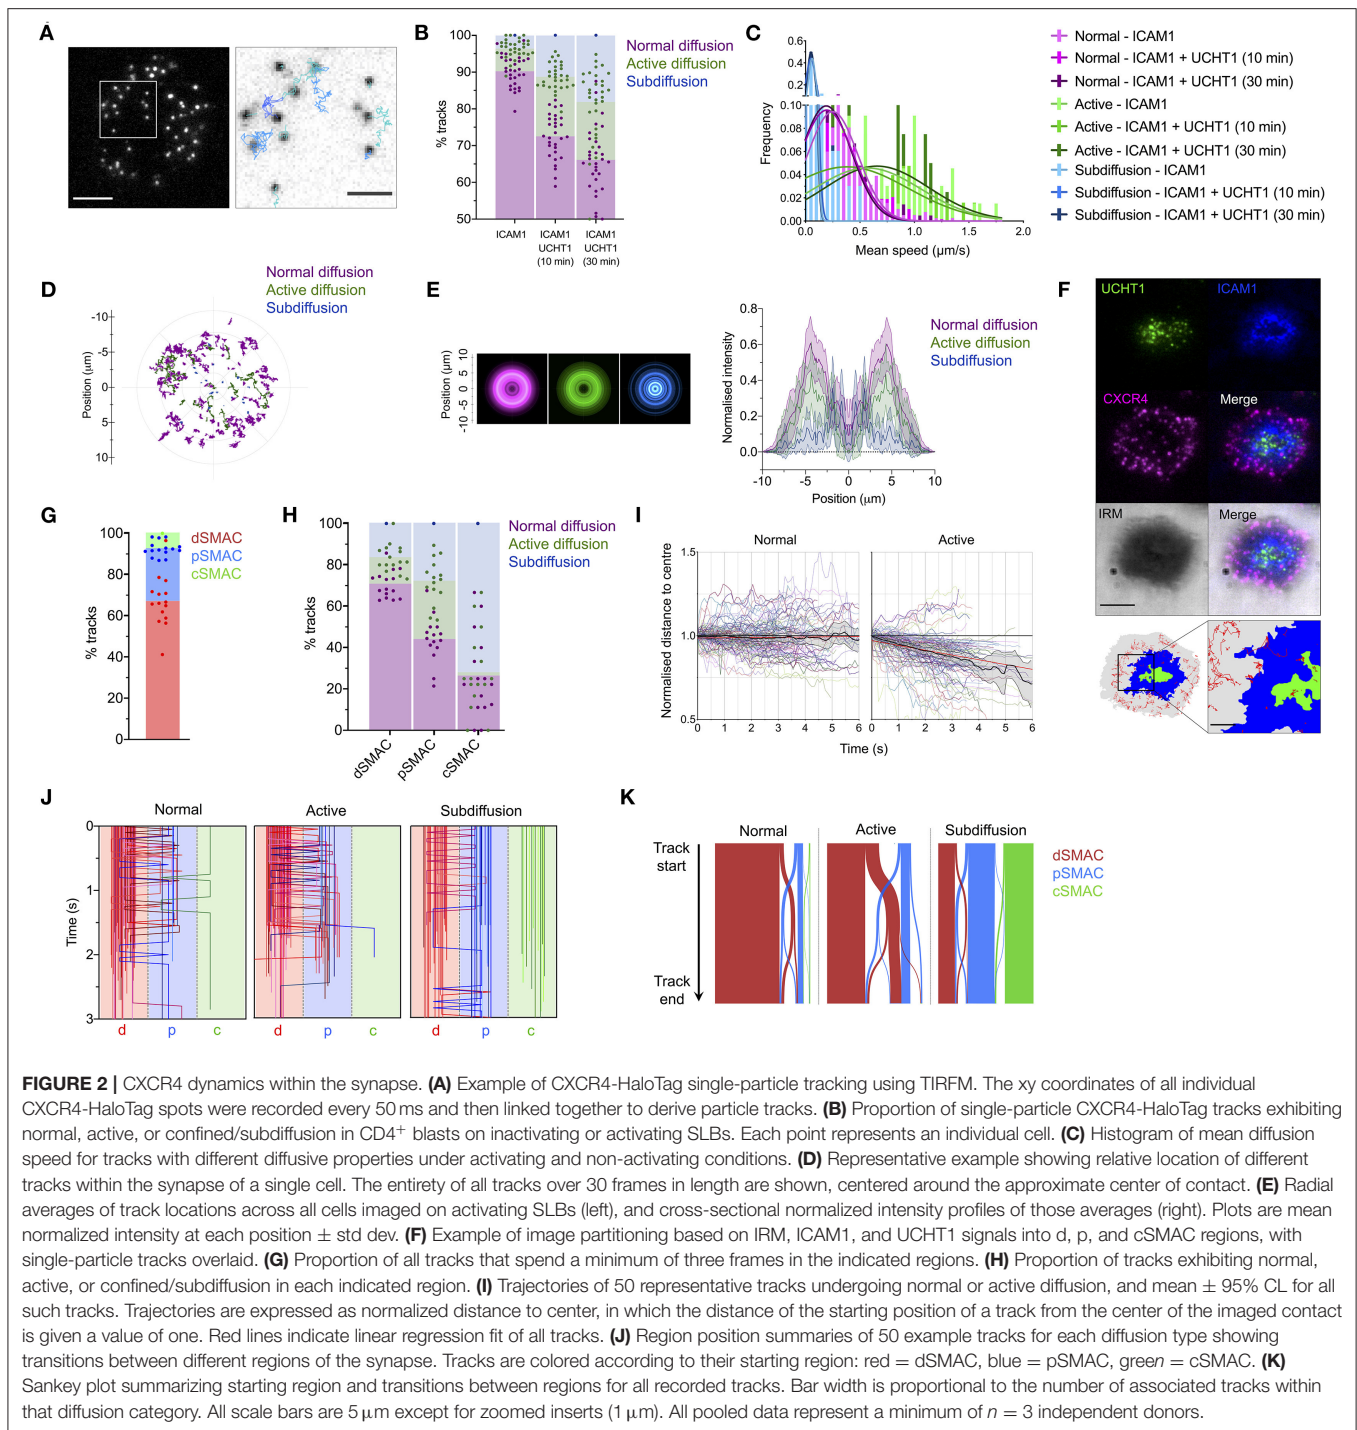 A
B
Normal diffusion
Active diffusion
Subdiffusion
% tracks
100
90
80
70
60
50
ICAM1
ICAM1
UCHT1
(10 min)
ICAM1
UCHT1
(30 min)
C
Frequency
0.6
0.4
0.2
0.10
0.08
0.06
0.04
0.02
0.00
0.0
0.5
1.0
1.5
2.0
Mean speed (µm/s)
Normal - ICAM1
Normal - ICAM1 + UCHT1 (10 min)
Normal - ICAM1 + UCHT1 (30 min)
Active - ICAM1
Active - ICAM1 + UCHT1 (10 min)
Active - ICAM1 + UCHT1 (30 min)
Subdiffusion - ICAM1
Subdiffusion - ICAM1 + UCHT1 (10 min)
Subdiffusion - ICAM1 + UCHT1 (30 min)
D
Normal diffusion
Active diffusion
Subdiffusion
Position (µm)
-10
-5
0
5
10
E
Position (µm)
-10 -5 0 5 10
Normalised intensity
0.8
0.6
0.4
0.2
0.0
-10
-5
0
5
10
Position (µm)
Normal diffusion
Active diffusion
Subdiffusion
F
UCHT1
ICAM1
CXCR4
Merge
IRM
Merge
G
% tracks
100
80
60
40
20
0
dSMAC
pSMAC
cSMAC
H
% tracks
100
80
60
40
20
0
dSMAC
pSMAC
cSMAC
Normal diffusion
Active diffusion
Subdiffusion
I
Normal
Active
Normalised distance to centre
1.5
1.0
0.5
0 1 2 3 4 5 6
0 1 2 3 4 5 6
Time (s)
J
Normal
Active
Subdiffusion
Time (s)
0
1
2
3
d p c
d p c
d p c
K
Normal
Active
Subdiffusion
Track
start
Track
end
dSMAC
pSMAC
cSMAC
FIGURE 2 | CXCR4 dynamics within the synapse. (A) Example of CXCR4-HaloTag single-particle tracking using TIRFM. The xy coordinates of all individual
CXCR4-HaloTag spots were recorded every 50 ms and then linked together to derive particle tracks. (B) Proportion of single-particle CXCR4-HaloTag tracks exhibiting
normal, active, or confined/subdiffusion in CD4⁺ blasts on inactivating or activating SLBs. Each point represents an individual cell. (C) Histogram of mean diffusion
speed for tracks with different diffusive properties under activating and non-activating conditions. (D) Representative example showing relative location of different
tracks within the synapse of a single cell. The entirety of all tracks over 30 frames in length are shown, centered around the approximate center of contact. (E) Radial
averages of track locations across all cells imaged on activating SLBs (left), and cross-sectional normalized intensity profiles of those averages (right). Plots are mean
normalized intensity at each position ± std dev. (F) Example of image partitioning based on IRM, ICAM1, and UCHT1 signals into d, p, and cSMAC regions, with
single-particle tracks overlaid. (G) Proportion of all tracks that spend a minimum of three frames in the indicated regions. (H) Proportion of tracks exhibiting normal,
active, or confined/subdiffusion in each indicated region. (I) Trajectories of 50 representative tracks undergoing normal or active diffusion, and mean ± 95% CL for all
such tracks. Trajectories are expressed as normalized distance to center, in which the distance of the starting position of a track from the center of the imaged contact
is given a value of one. Red lines indicate linear regression fit of all tracks. (J) Region position summaries of 50 example tracks for each diffusion type showing
transitions between different regions of the synapse. Tracks are colored according to their starting region: red = dSMAC, blue = pSMAC, green = cSMAC. (K)
Sankey plot summarizing starting region and transitions between regions for all recorded tracks. Bar width is proportional to the number of associated tracks within
that diffusion category. All scale bars are 5 µm except for zoomed inserts (1 µm). All pooled data represent a minimum of n = 3 independent donors.